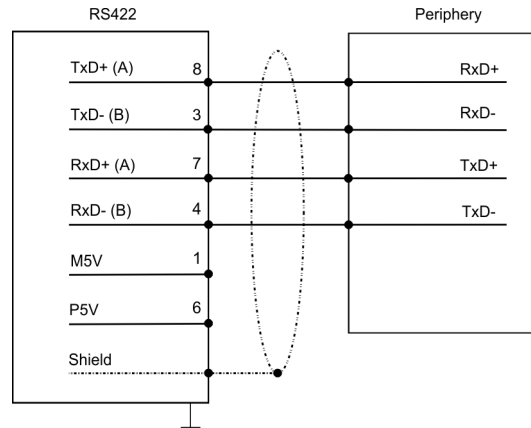 RS422 Periphery
TxD+ (A) 8 RxD+
TxD- (B) 3 RxD-
RxD+ (A) 7 TxD+
RxD- (B) 4 TxD-
M5V 1
P5V 6
Shield